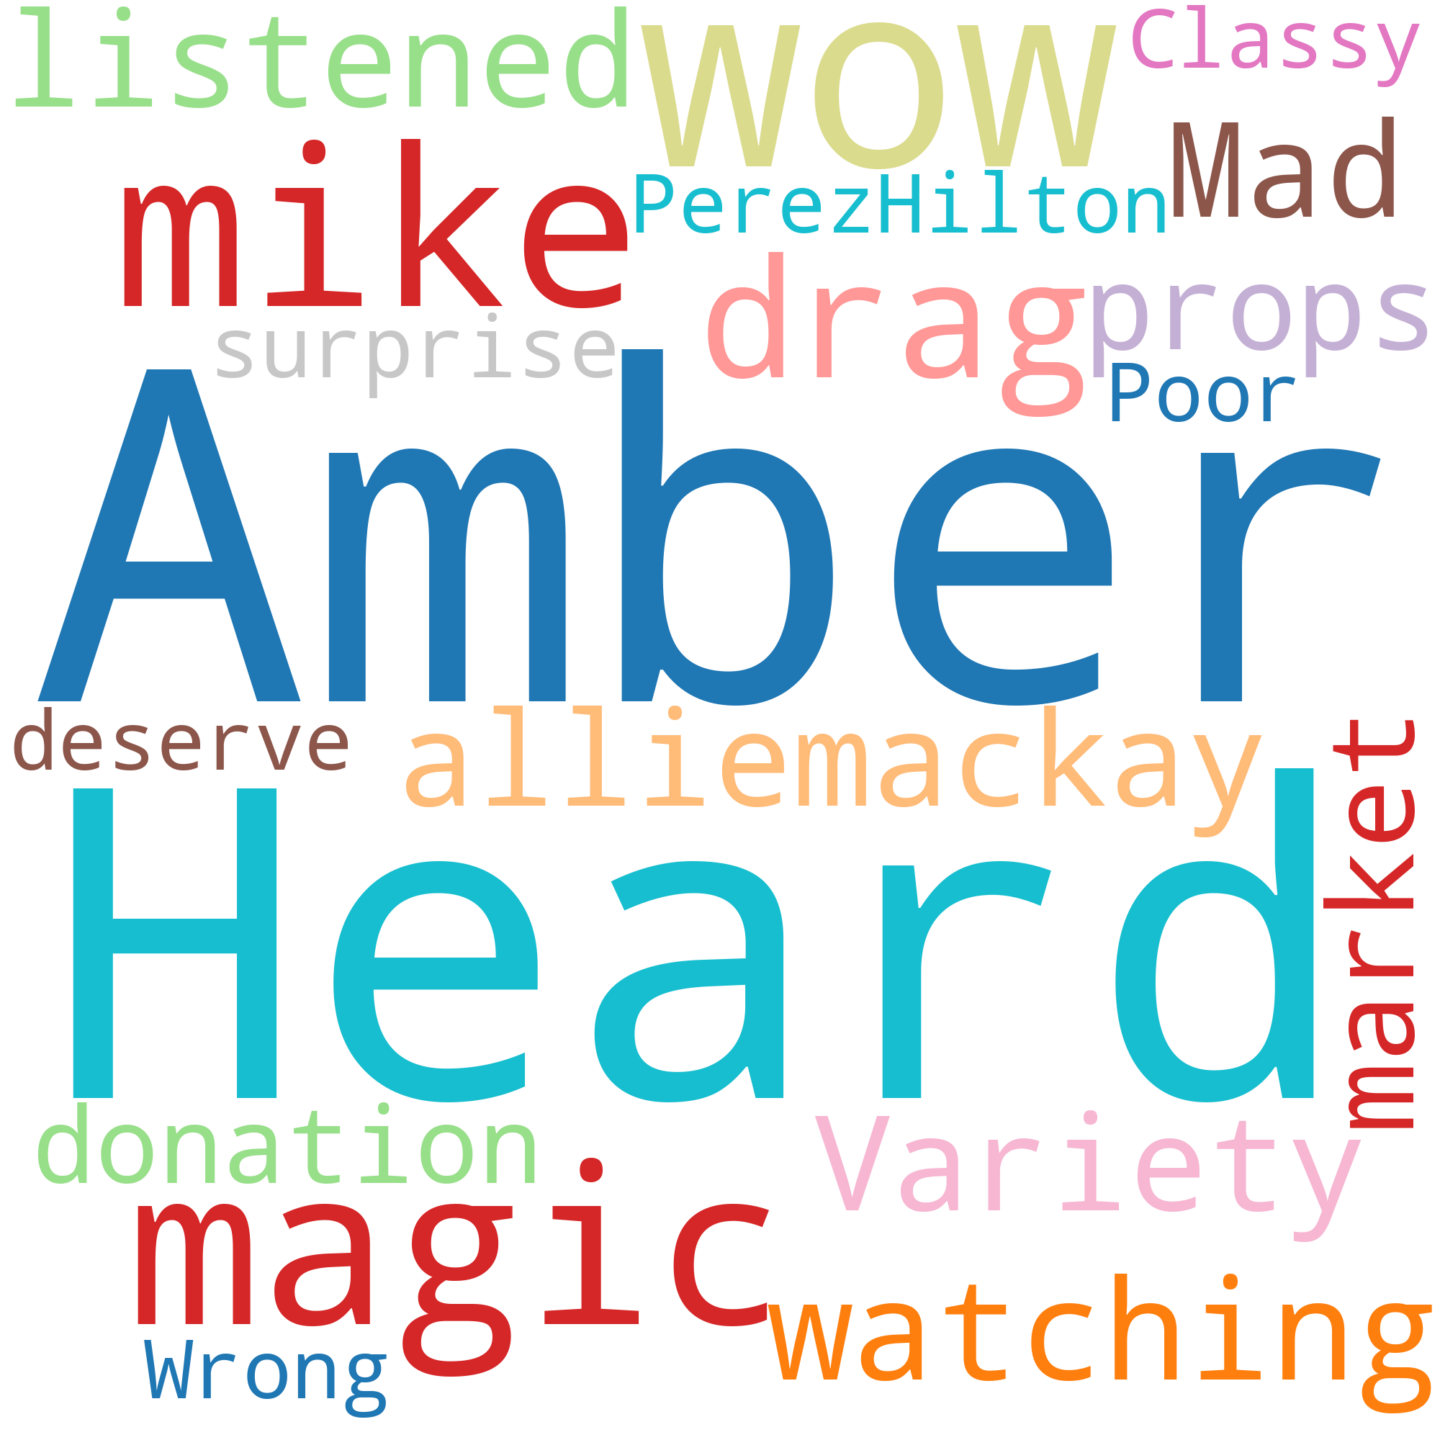 listened
wow
Classy
mike
PerezHilton
Mad
surprise
drag
props
Poor
Amber
deserve
alliemackay
market
Heard
donation
Variety
magic
watching
Wrong